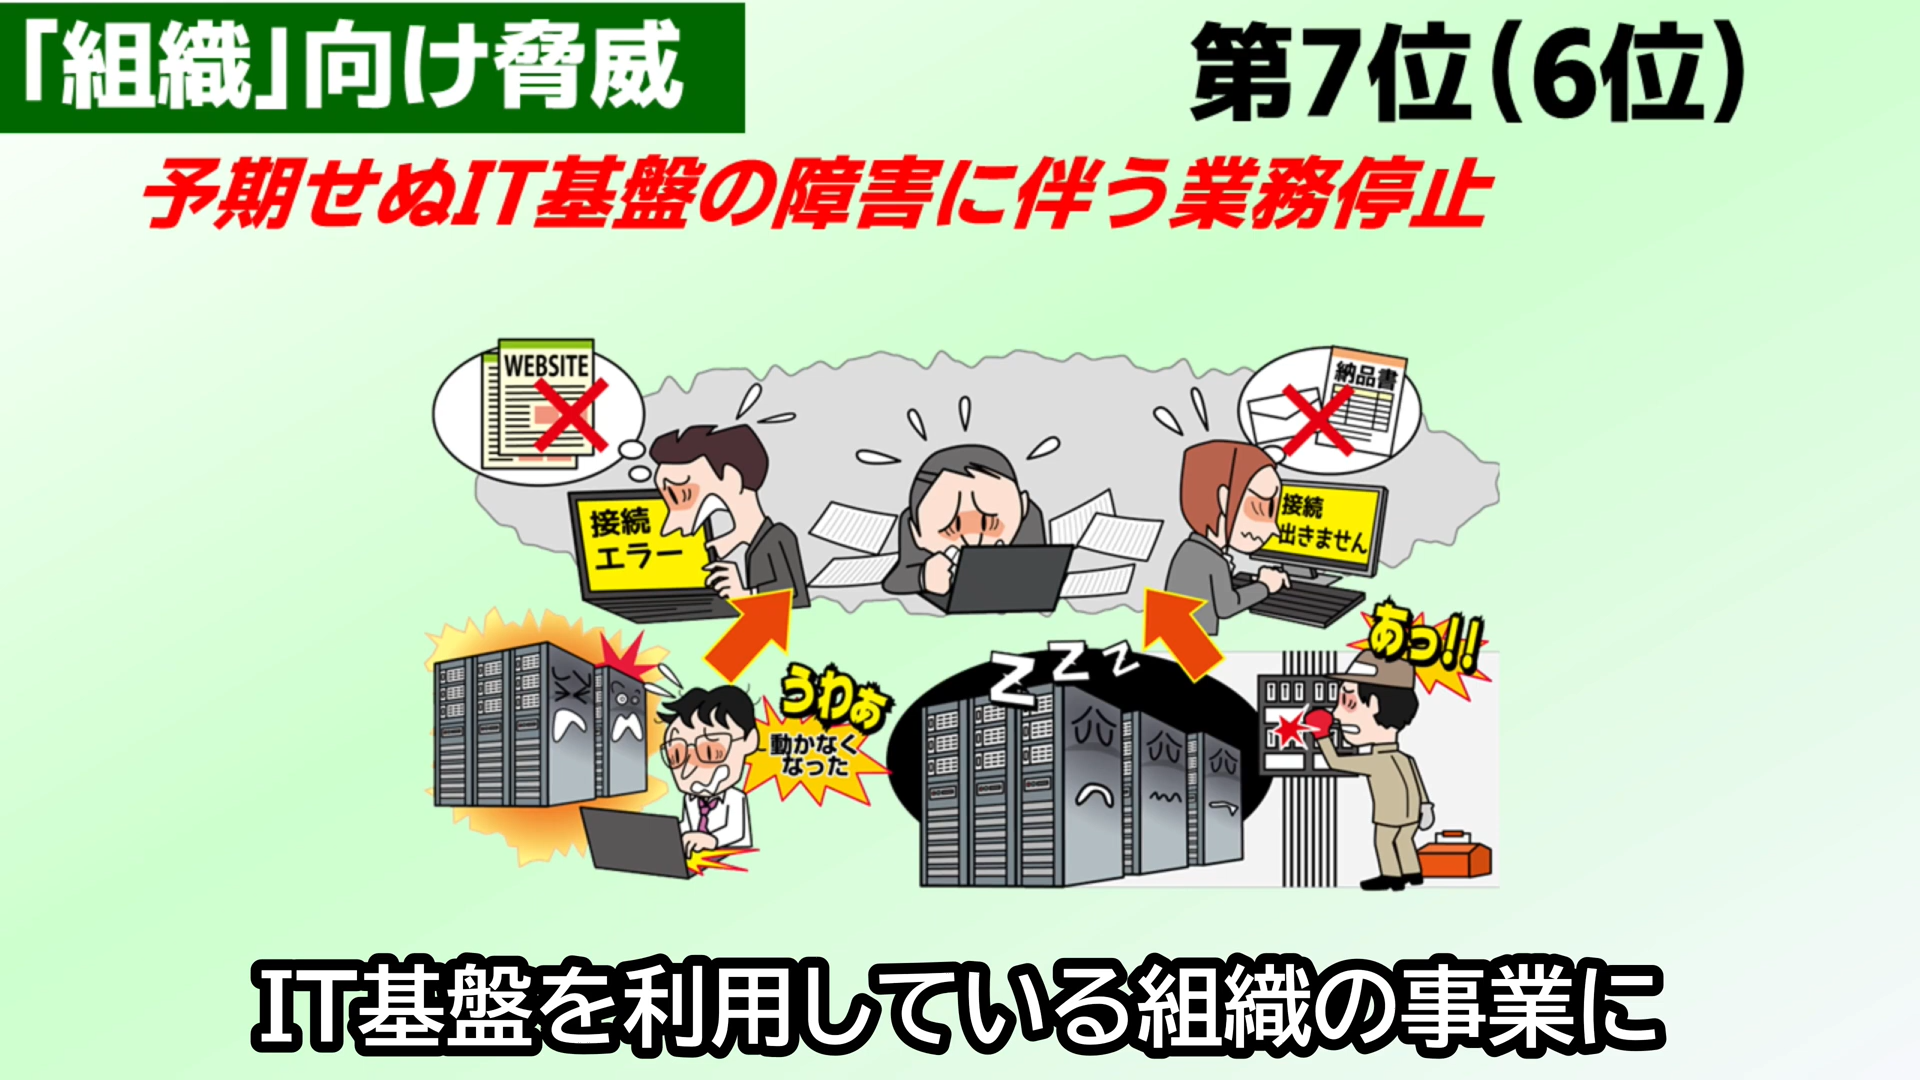 「組織」向け脅威
第7位(6位)
予期せぬIT基盤の障害に伴う業務停止
WEBSITE
納品書
接続
エラー
接続
出きません
うわぁ
動かなく
なった
Z Z Z
あっ!!
IT基盤を利用している組織の事業に